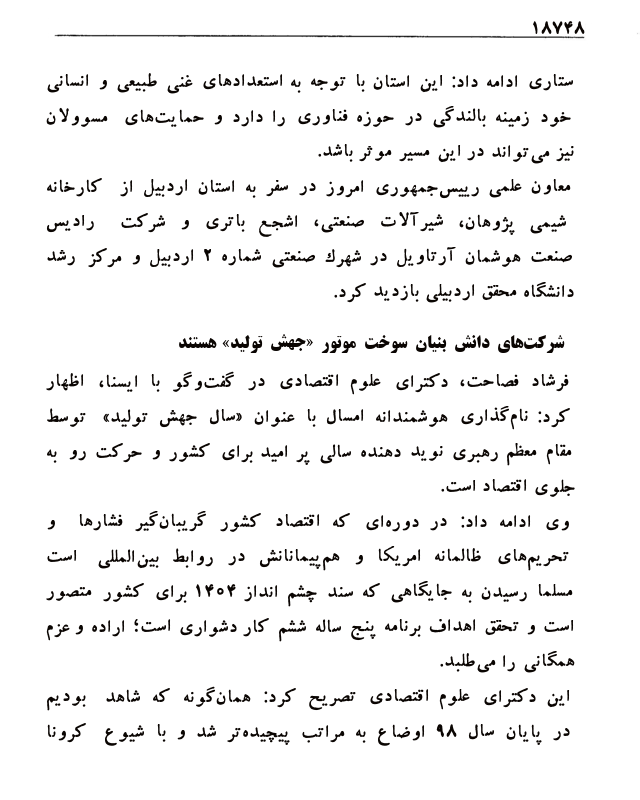 ۱۸۷۴۸
ستاری ادامه داد: این استان با توجه به استعدادهای غنی طبیعی و انسانی
خود زمینه بالندگی در حوزه فناوری را دارد و حمایت‌های مسوولان
نیز می‌تواند در این مسیر موثر باشد.
معاون علمی رییس‌جمهوری امروز در سفر به استان اردبیل از کارخانه
شیمی پژوهان، شیرآلات صنعتی، اشجع باتری و شرکت رادیس
صنعت هوشمان آرتاویل در شهرك صنعتی شماره ۲ اردبیل و مرکز رشد
دانشگاه محقق اردبیلی بازدید کرد.
شرکت‌های دانش بنیان سوخت موتور «جهش تولید» هستند
فرشاد فصاحت، دکترای علوم اقتصادی در گفت‌وگو با ایسنا، اظهار
کرد: نام‌گذاری هوشمندانه امسال با عنوان «سال جهش تولید» توسط
مقام معظم رهبری نوید دهنده سالی پر امید برای کشور و حرکت رو به
جلوی اقتصاد است.
وی ادامه داد: در دوره‌ای که اقتصاد کشور گریبان‌گیر فشارها و
تحریم‌های ظالمانه امریکا و هم‌پیمانانش در روابط بین‌المللی است
مسلما رسیدن به جایگاهی که سند چشم انداز ۱۴۰۴ برای کشور متصور
است و تحقق اهداف برنامه پنج ساله ششم کار دشواری است؛ اراده و عزم
همگانی را می‌طلبد.
این دکترای علوم اقتصادی تصریح کرد: همان‌گونه که شاهد بودیم
در پایان سال ۹۸ اوضاع به مراتب پیچیده‌تر شد و با شیوع کرونا